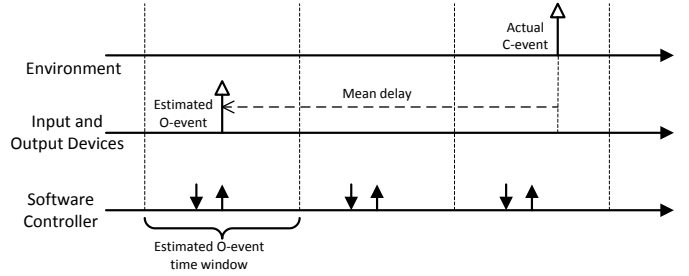 Actual
C-event
Environment
Mean delay
Estimated
O-event
Input and
Output Devices
Software
Controller
Estimated O-event
time window